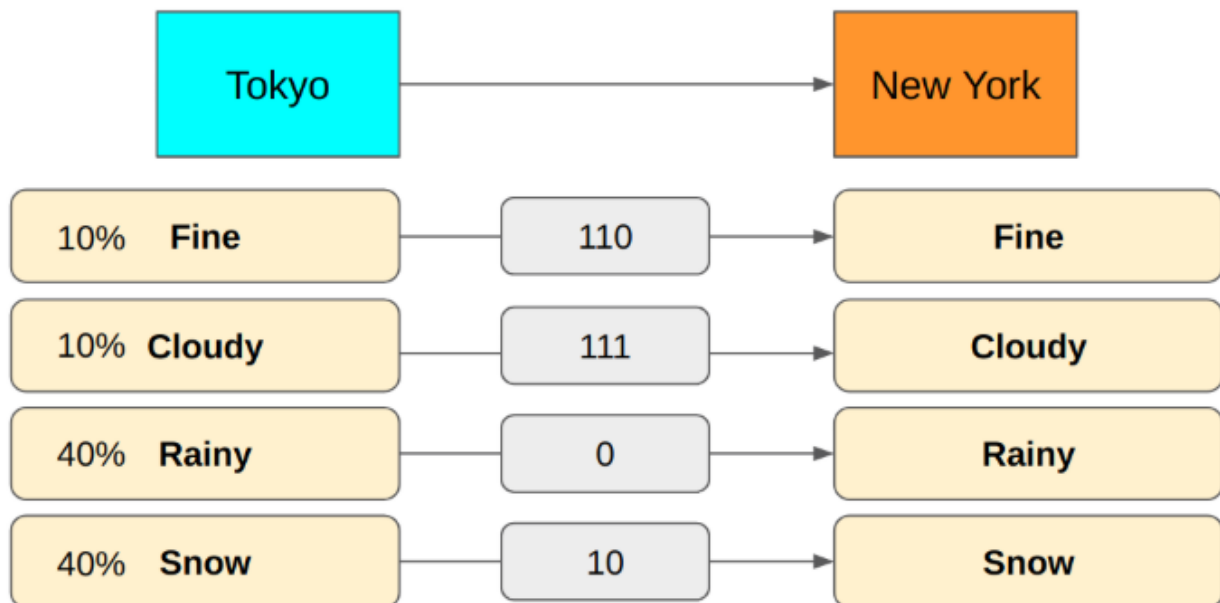 Tokyo New York
10% Fine 110 Fine
10% Cloudy 111 Cloudy
40% Rainy 0 Rainy
40% Snow 10 Snow